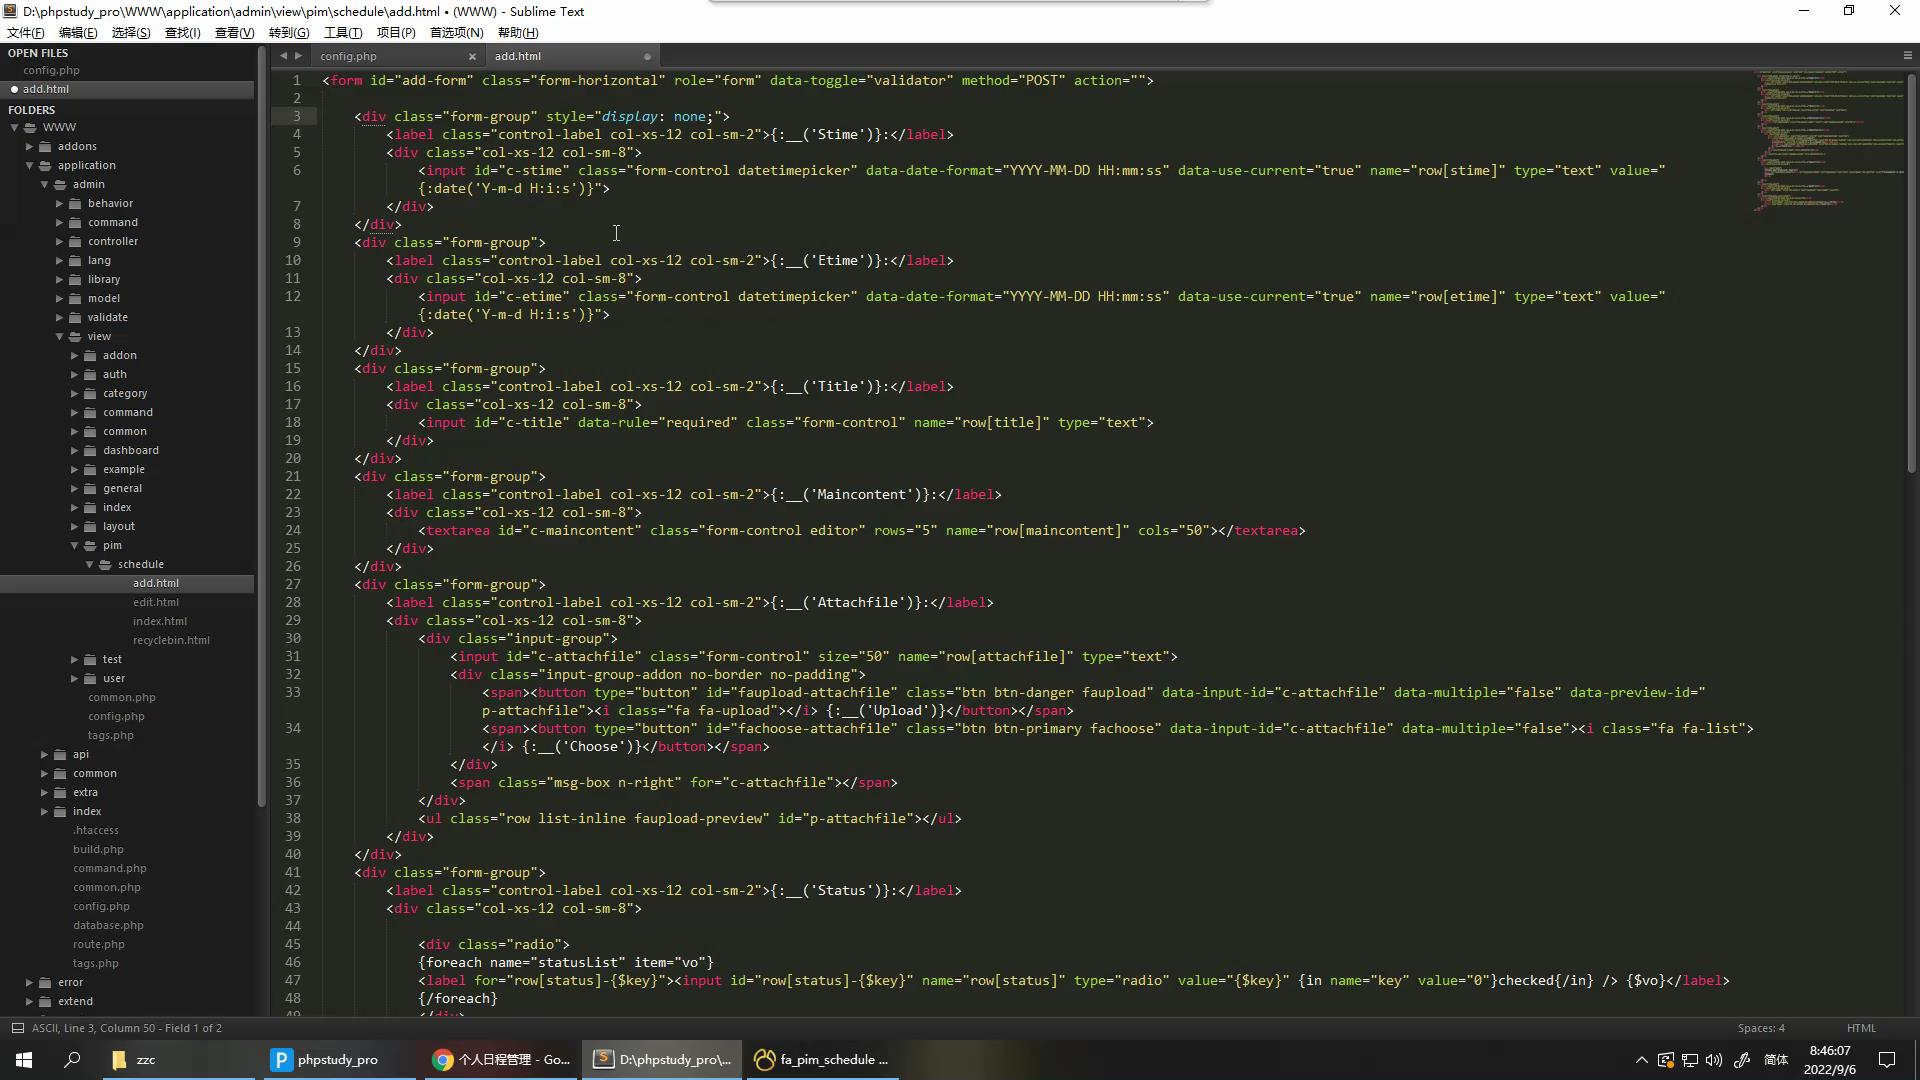 D:\phpstudy_pro\WWW\application\admin\view\pim\schedule\add.html • (WWW) - Sublime Text
文件(F) 编辑(E) 选择(S) 查找(I) 查看(V) 转到(G) 工具(T) 项目(P) 首选项(N) 帮助(H)
OPEN FILES
config.php
add.html
FOLDERS
WWW
addons
application
admin
behavior
command
controller
lang
library
model
validate
view
addon
auth
category
command
common
dashboard
example
general
index
layout
pim
schedule
add.html
edit.html
index.html
recyclebin.html
test
user
common.php
config.php
tags.php
api
common
extra
index
.htaccess
build.php
command.php
common.php
config.php
database.php
route.php
tags.php
error
extend
config.php × add.html
1 <form id="add-form" class="form-horizontal" role="form" data-toggle="validator" method="POST" action="">
2
3 <div class="form-group" style="display: none;">
4 <label class="control-label col-xs-12 col-sm-2">{:__('Stime')}:</label>
5 <div class="col-xs-12 col-sm-8">
6 <input id="c-stime" class="form-control datetimepicker" data-date-format="YYYY-MM-DD HH:mm:ss" data-use-current="true" name="row[stime]" type="text" value="
{:date('Y-m-d H:i:s')}">
7 </div>
8 </div>
9 <div class="form-group">
10 <label class="control-label col-xs-12 col-sm-2">{:__('Etime')}:</label>
11 <div class="col-xs-12 col-sm-8">
12 <input id="c-etime" class="form-control datetimepicker" data-date-format="YYYY-MM-DD HH:mm:ss" data-use-current="true" name="row[etime]" type="text" value="
{:date('Y-m-d H:i:s')}">
13 </div>
14 </div>
15 <div class="form-group">
16 <label class="control-label col-xs-12 col-sm-2">{:__('Title')}:</label>
17 <div class="col-xs-12 col-sm-8">
18 <input id="c-title" data-rule="required" class="form-control" name="row[title]" type="text">
19 </div>
20 </div>
21 <div class="form-group">
22 <label class="control-label col-xs-12 col-sm-2">{:__('Maincontent')}:</label>
23 <div class="col-xs-12 col-sm-8">
24 <textarea id="c-maincontent" class="form-control editor" rows="5" name="row[maincontent]" cols="50"></textarea>
25 </div>
26 </div>
27 <div class="form-group">
28 <label class="control-label col-xs-12 col-sm-2">{:__('Attachfile')}:</label>
29 <div class="col-xs-12 col-sm-8">
30 <div class="input-group">
31 <input id="c-attachfile" class="form-control" size="50" name="row[attachfile]" type="text">
32 <div class="input-group-addon no-border no-padding">
33 <span><button type="button" id="faupload-attachfile" class="btn btn-danger faupload" data-input-id="c-attachfile" data-multiple="false" data-preview-id="
p-attachfile"><i class="fa fa-upload"></i> {:__('Upload')}</button></span>
34 <span><button type="button" id="fachoose-attachfile" class="btn btn-primary fachoose" data-input-id="c-attachfile" data-multiple="false"><i class="fa fa-list">
</i> {:__('Choose')}</button></span>
35 </div>
36 <span class="msg-box n-right" for="c-attachfile"></span>
37 </div>
38 <ul class="row list-inline faupload-preview" id="p-attachfile"></ul>
39 </div>
40 </div>
41 <div class="form-group">
42 <label class="control-label col-xs-12 col-sm-2">{:__('Status')}:</label>
43 <div class="col-xs-12 col-sm-8">
44
45 <div class="radio">
46 {foreach name="statusList" item="vo"}
47 <label for="row[status]-{$key}"><input id="row[status]-{$key}" name="row[status]" type="radio" value="{$key}" {in name="key" value="0"}checked{/in} /> {$vo}</label>
48 {/foreach}
49 </div>
ASCII, Line 3, Column 50 - Field 1 of 2 Spaces: 4 HTML
zzc phpstudy_pro 个人日程管理 - Go... D:\phpstudy_pro\... fa_pim_schedule ... 简体 8:46:07
2022/9/6